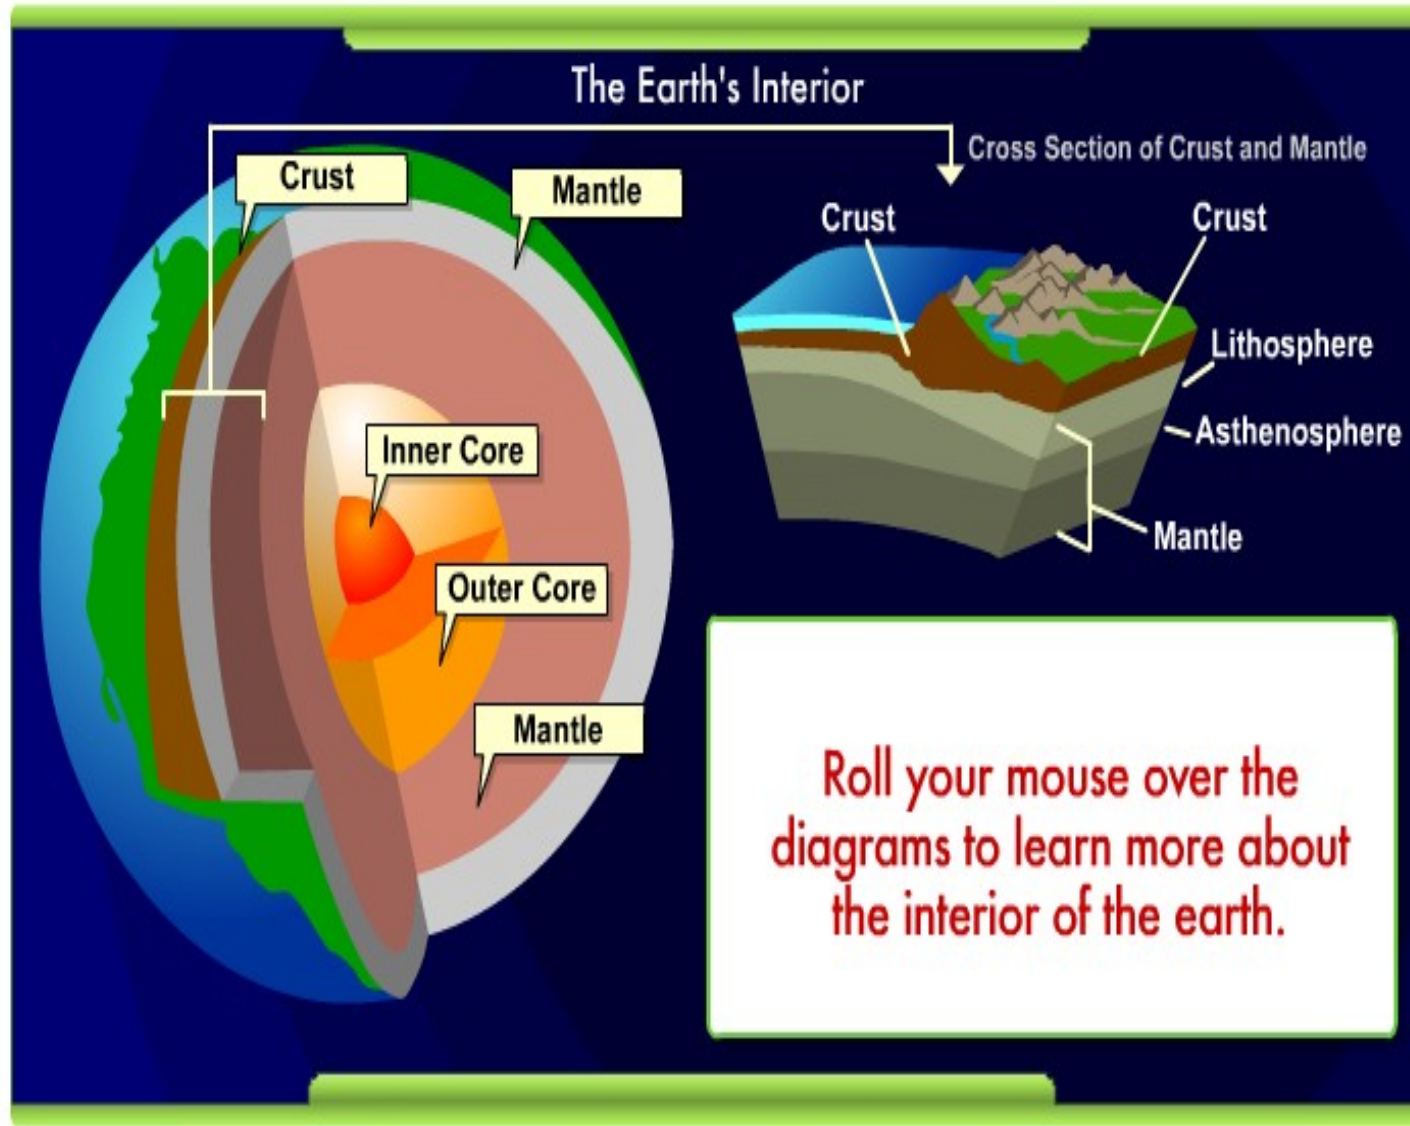 The Earth's Interior
Cross Section of Crust and Mantle
Crust
Mantle
Inner Core
Outer Core
Mantle
Crust
Crust
Lithosphere
Asthenosphere
Mantle
Roll your mouse over the
diagrams to learn more about
the interior of the earth.